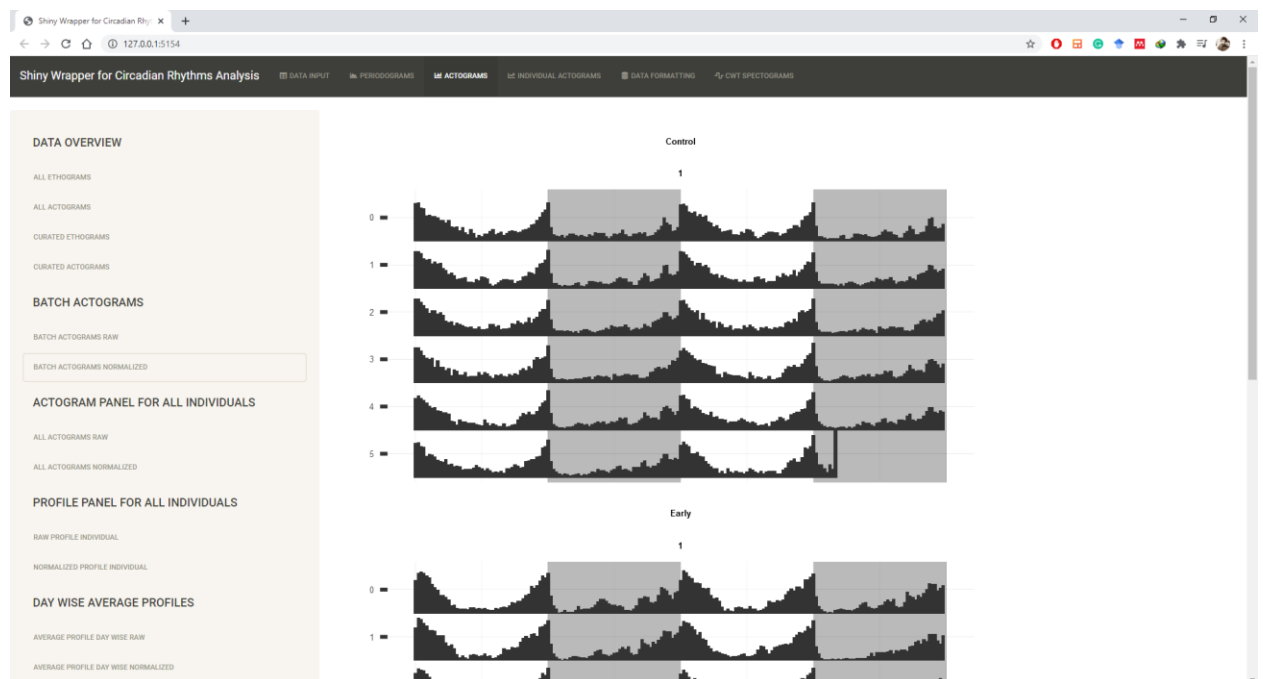 Shiny Wrapper for Circadian Rhy
127.0.0.1:5154
Shiny Wrapper for Circadian Rhythms Analysis DATA INPUT PERIODOGRAMS ACTOGRAMS INDIVIDUAL ACTOGRAMS DATA FORMATTING CWT SPECTOGRAMS
DATA OVERVIEW
ALL ETHOGRAMS
ALL ACTOGRAMS
CURATED ETHOGRAMS
CURATED ACTOGRAMS
BATCH ACTOGRAMS
BATCH ACTOGRAMS RAW
BATCH ACTOGRAMS NORMALIZED
ACTOGRAM PANEL FOR ALL INDIVIDUALS
ALL ACTOGRAMS RAW
ALL ACTOGRAMS NORMALIZED
PROFILE PANEL FOR ALL INDIVIDUALS
RAW PROFILE INDIVIDUAL
NORMALIZED PROFILE INDIVIDUAL
DAY WISE AVERAGE PROFILES
AVERAGE PROFILE DAY WISE RAW
AVERAGE PROFILE DAY WISE NORMALIZED
Control
1
0
1
2
3
4
5
Early
1
0
1